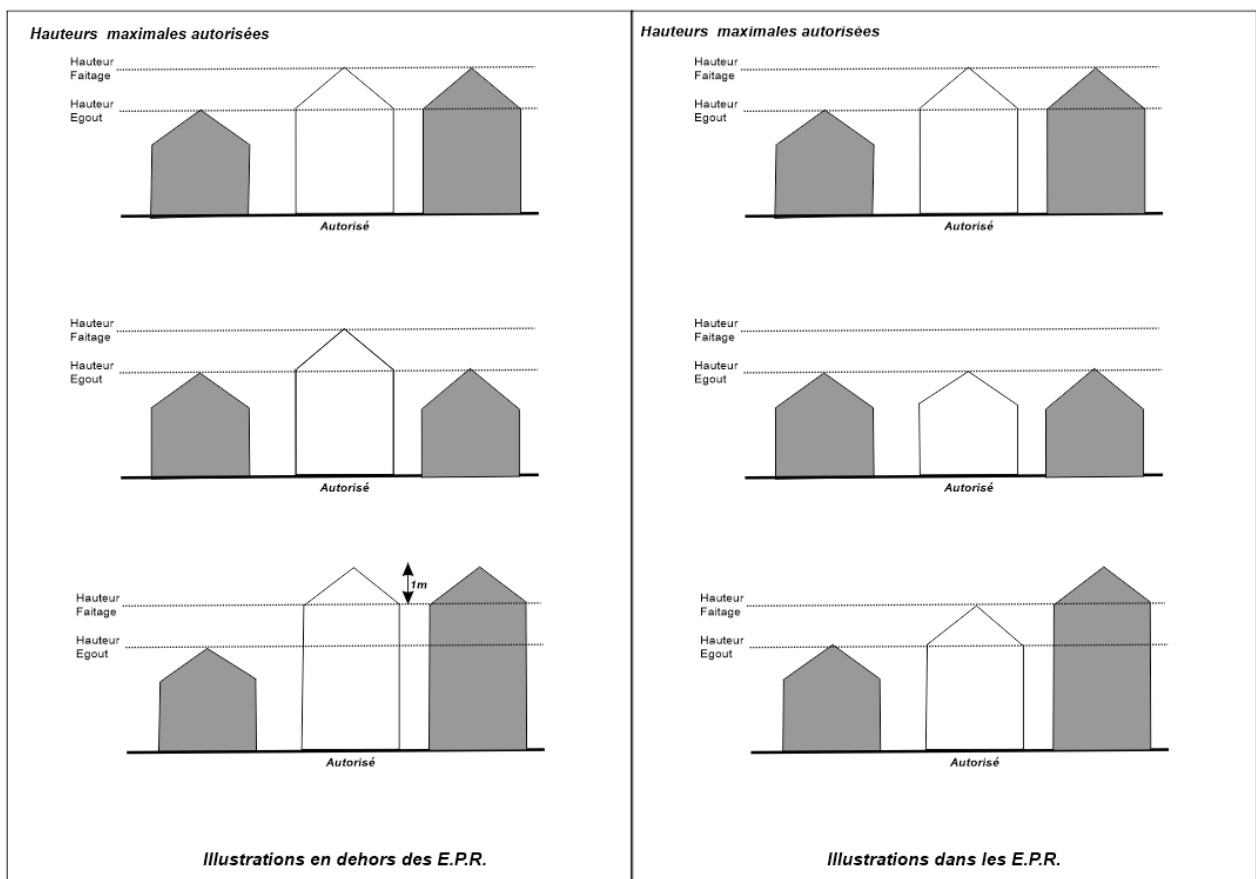 Hauteurs maximales autorisées
Hauteur
Faitage
Hauteur
Egout
Autorisé
Hauteur
Faitage
Hauteur
Egout
Autorisé
1m
Hauteur
Faitage
Hauteur
Egout
Autorisé
Illustrations en dehors des E.P.R.
Hauteurs maximales autorisées
Hauteur
Faitage
Hauteur
Egout
Autorisé
Hauteur
Faitage
Hauteur
Egout
Autorisé
Hauteur
Faitage
Hauteur
Egout
Autorisé
Illustrations dans les E.P.R.